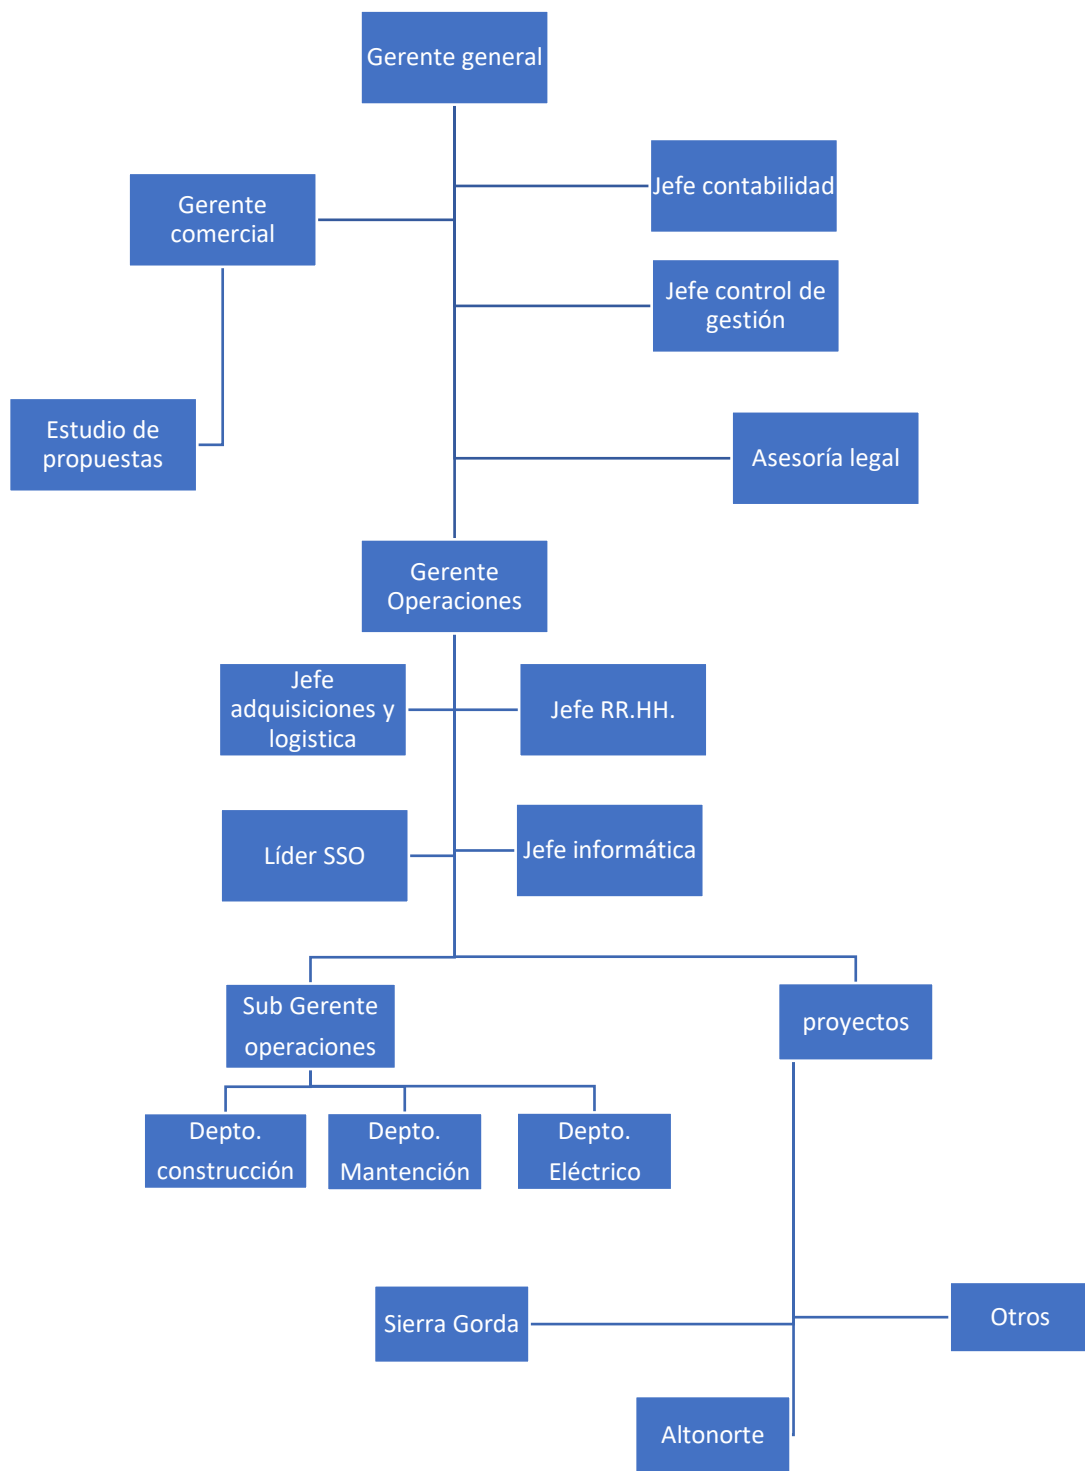 Gerente general
Jefe contabilidad
Gerente
comercial
Jefe control de
gestión
Estudio de
propuestas
Asesoría legal
Gerente
Operaciones
Jefe
adquisiciones y
logistica
Jefe RR.HH.
Líder SSO
Jefe informática
Sub Gerente
operaciones
proyectos
Depto.
construcción
Depto.
Mantención
Depto.
Eléctrico
Sierra Gorda
Otros
Altonorte